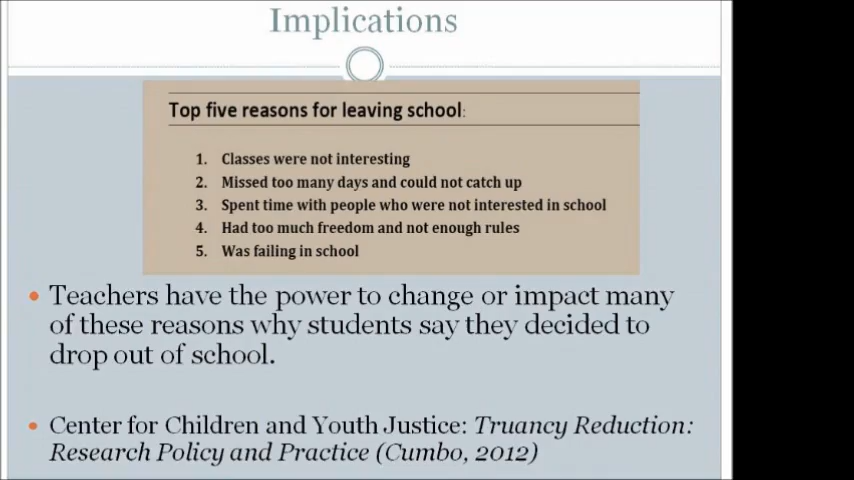 Implications
Top five reasons for leaving school:
1. Classes were not interesting
2. Missed too many days and could not catch up
3. Spent time with people who were not interested in school
4. Had too much freedom and not enough rules
5. Was failing in school
• Teachers have the power to change or impact many
of these reasons why students say they decided to
drop out of school.
• Center for Children and Youth Justice: Truancy Reduction:
Research Policy and Practice (Cumbo, 2012)